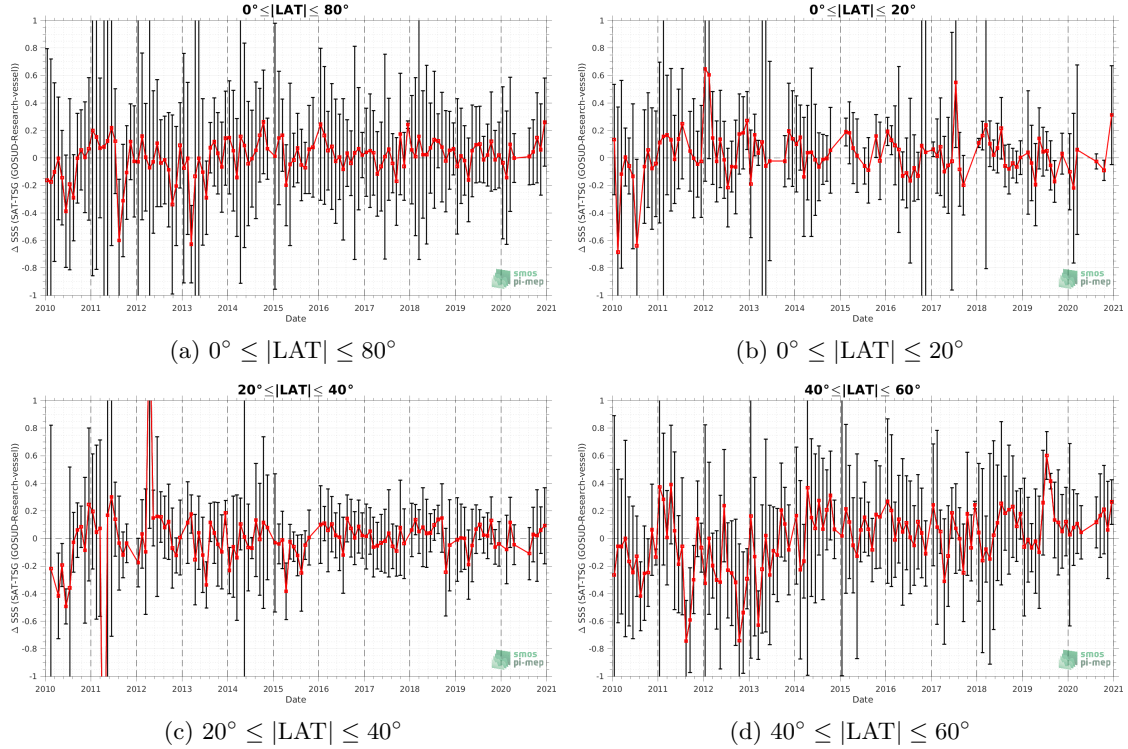 0°≤|LAT|≤ 80°
Δ SSS (SAT-TSG (GOSUD-Research-vessel))
1
0.8
0.6
0.4
0.2
0
-0.2
-0.4
-0.6
-0.8
-1
2010 2011 2012 2013 2014 2015 2016 2017 2018 2019 2020 2021
Date
smos
pi-mep
(a) 0° ≤ |LAT| ≤ 80°
0°≤|LAT|≤ 20°
Δ SSS (SAT-TSG (GOSUD-Research-vessel))
1
0.8
0.6
0.4
0.2
0
-0.2
-0.4
-0.6
-0.8
-1
2010 2011 2012 2013 2014 2015 2016 2017 2018 2019 2020 2021
Date
smos
pi-mep
(b) 0° ≤ |LAT| ≤ 20°
20°≤|LAT|≤ 40°
Δ SSS (SAT-TSG (GOSUD-Research-vessel))
1
0.8
0.6
0.4
0.2
0
-0.2
-0.4
-0.6
-0.8
-1
2010 2011 2012 2013 2014 2015 2016 2017 2018 2019 2020 2021
Date
smos
pi-mep
(c) 20° ≤ |LAT| ≤ 40°
40°≤|LAT|≤ 60°
Δ SSS (SAT-TSG (GOSUD-Research-vessel))
1
0.8
0.6
0.4
0.2
0
-0.2
-0.4
-0.6
-0.8
-1
2010 2011 2012 2013 2014 2015 2016 2017 2018 2019 2020 2021
Date
smos
pi-mep
(d) 40° ≤ |LAT| ≤ 60°